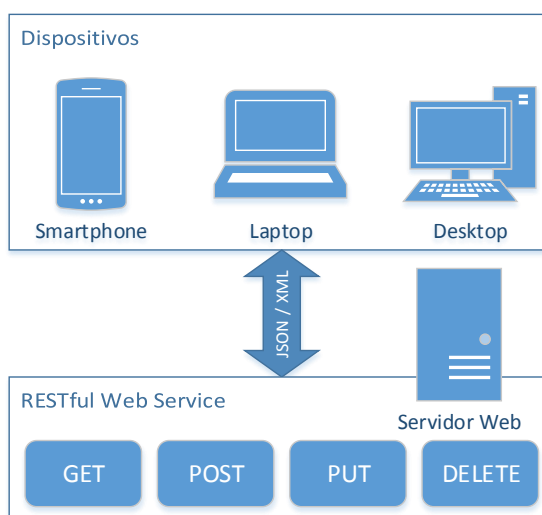 Dispositivos
Smartphone
Laptop
Desktop
JSON / XML
RESTful Web Service
Servidor Web
GET
POST
PUT
DELETE